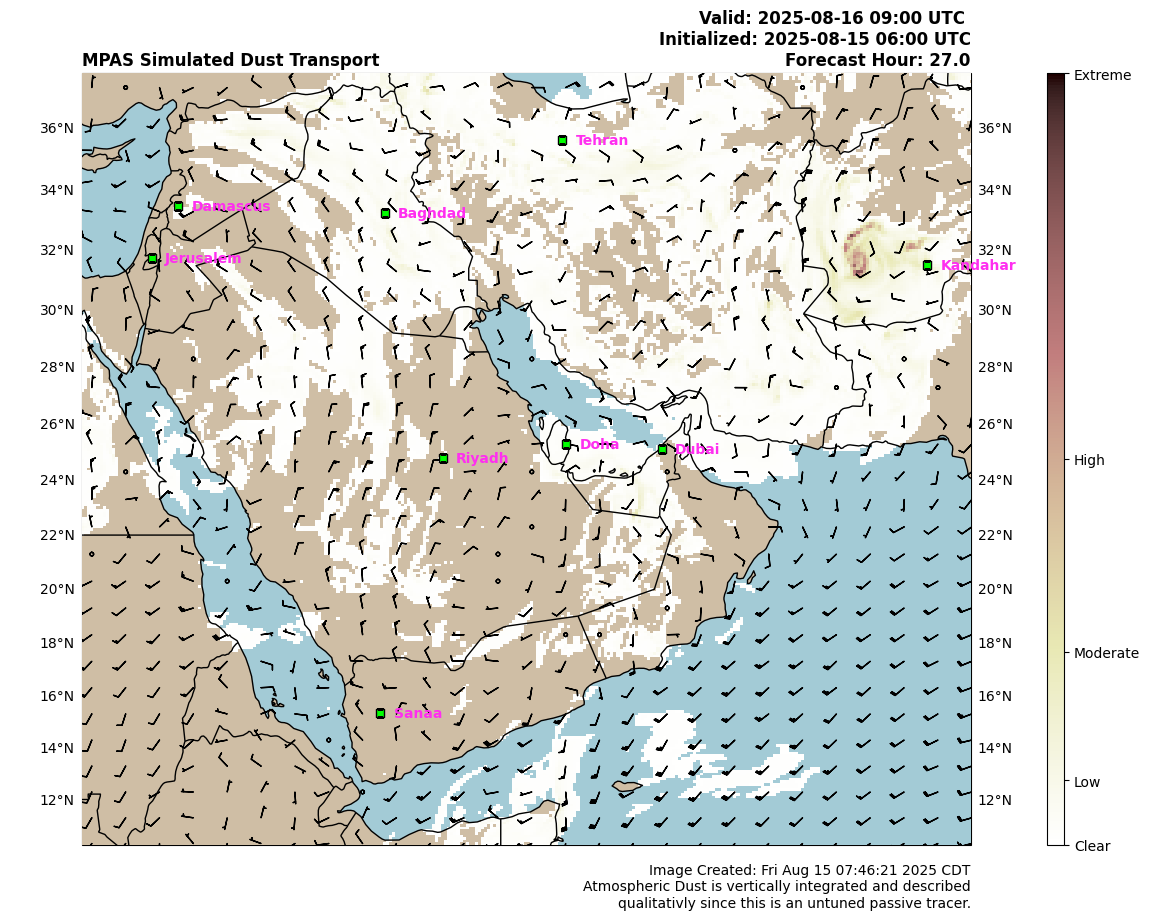 Valid: 2025-08-16 09:00 UTC
Initialized: 2025-08-15 06:00 UTC
MPAS Simulated Dust Transport
Forecast Hour: 27.0
Extreme
36°N
36°N
Tehran
34°N
34°N
Damascus
Baghdad
32°N
32°N
Jerusalem
Kandahar
30°N
30°N
28°N
28°N
26°N
26°N
Doha
Dubai
Riyadh
High
24°N
24°N
22°N
22°N
20°N
20°N
18°N
18°N
Moderate
16°N
16°N
Sanaa
14°N
14°N
Low
12°N
12°N
Clear
Image Created: Fri Aug 15 07:46:21 2025 CDT
Atmospheric Dust is vertically integrated and described
qualitativly since this is an untuned passive tracer.